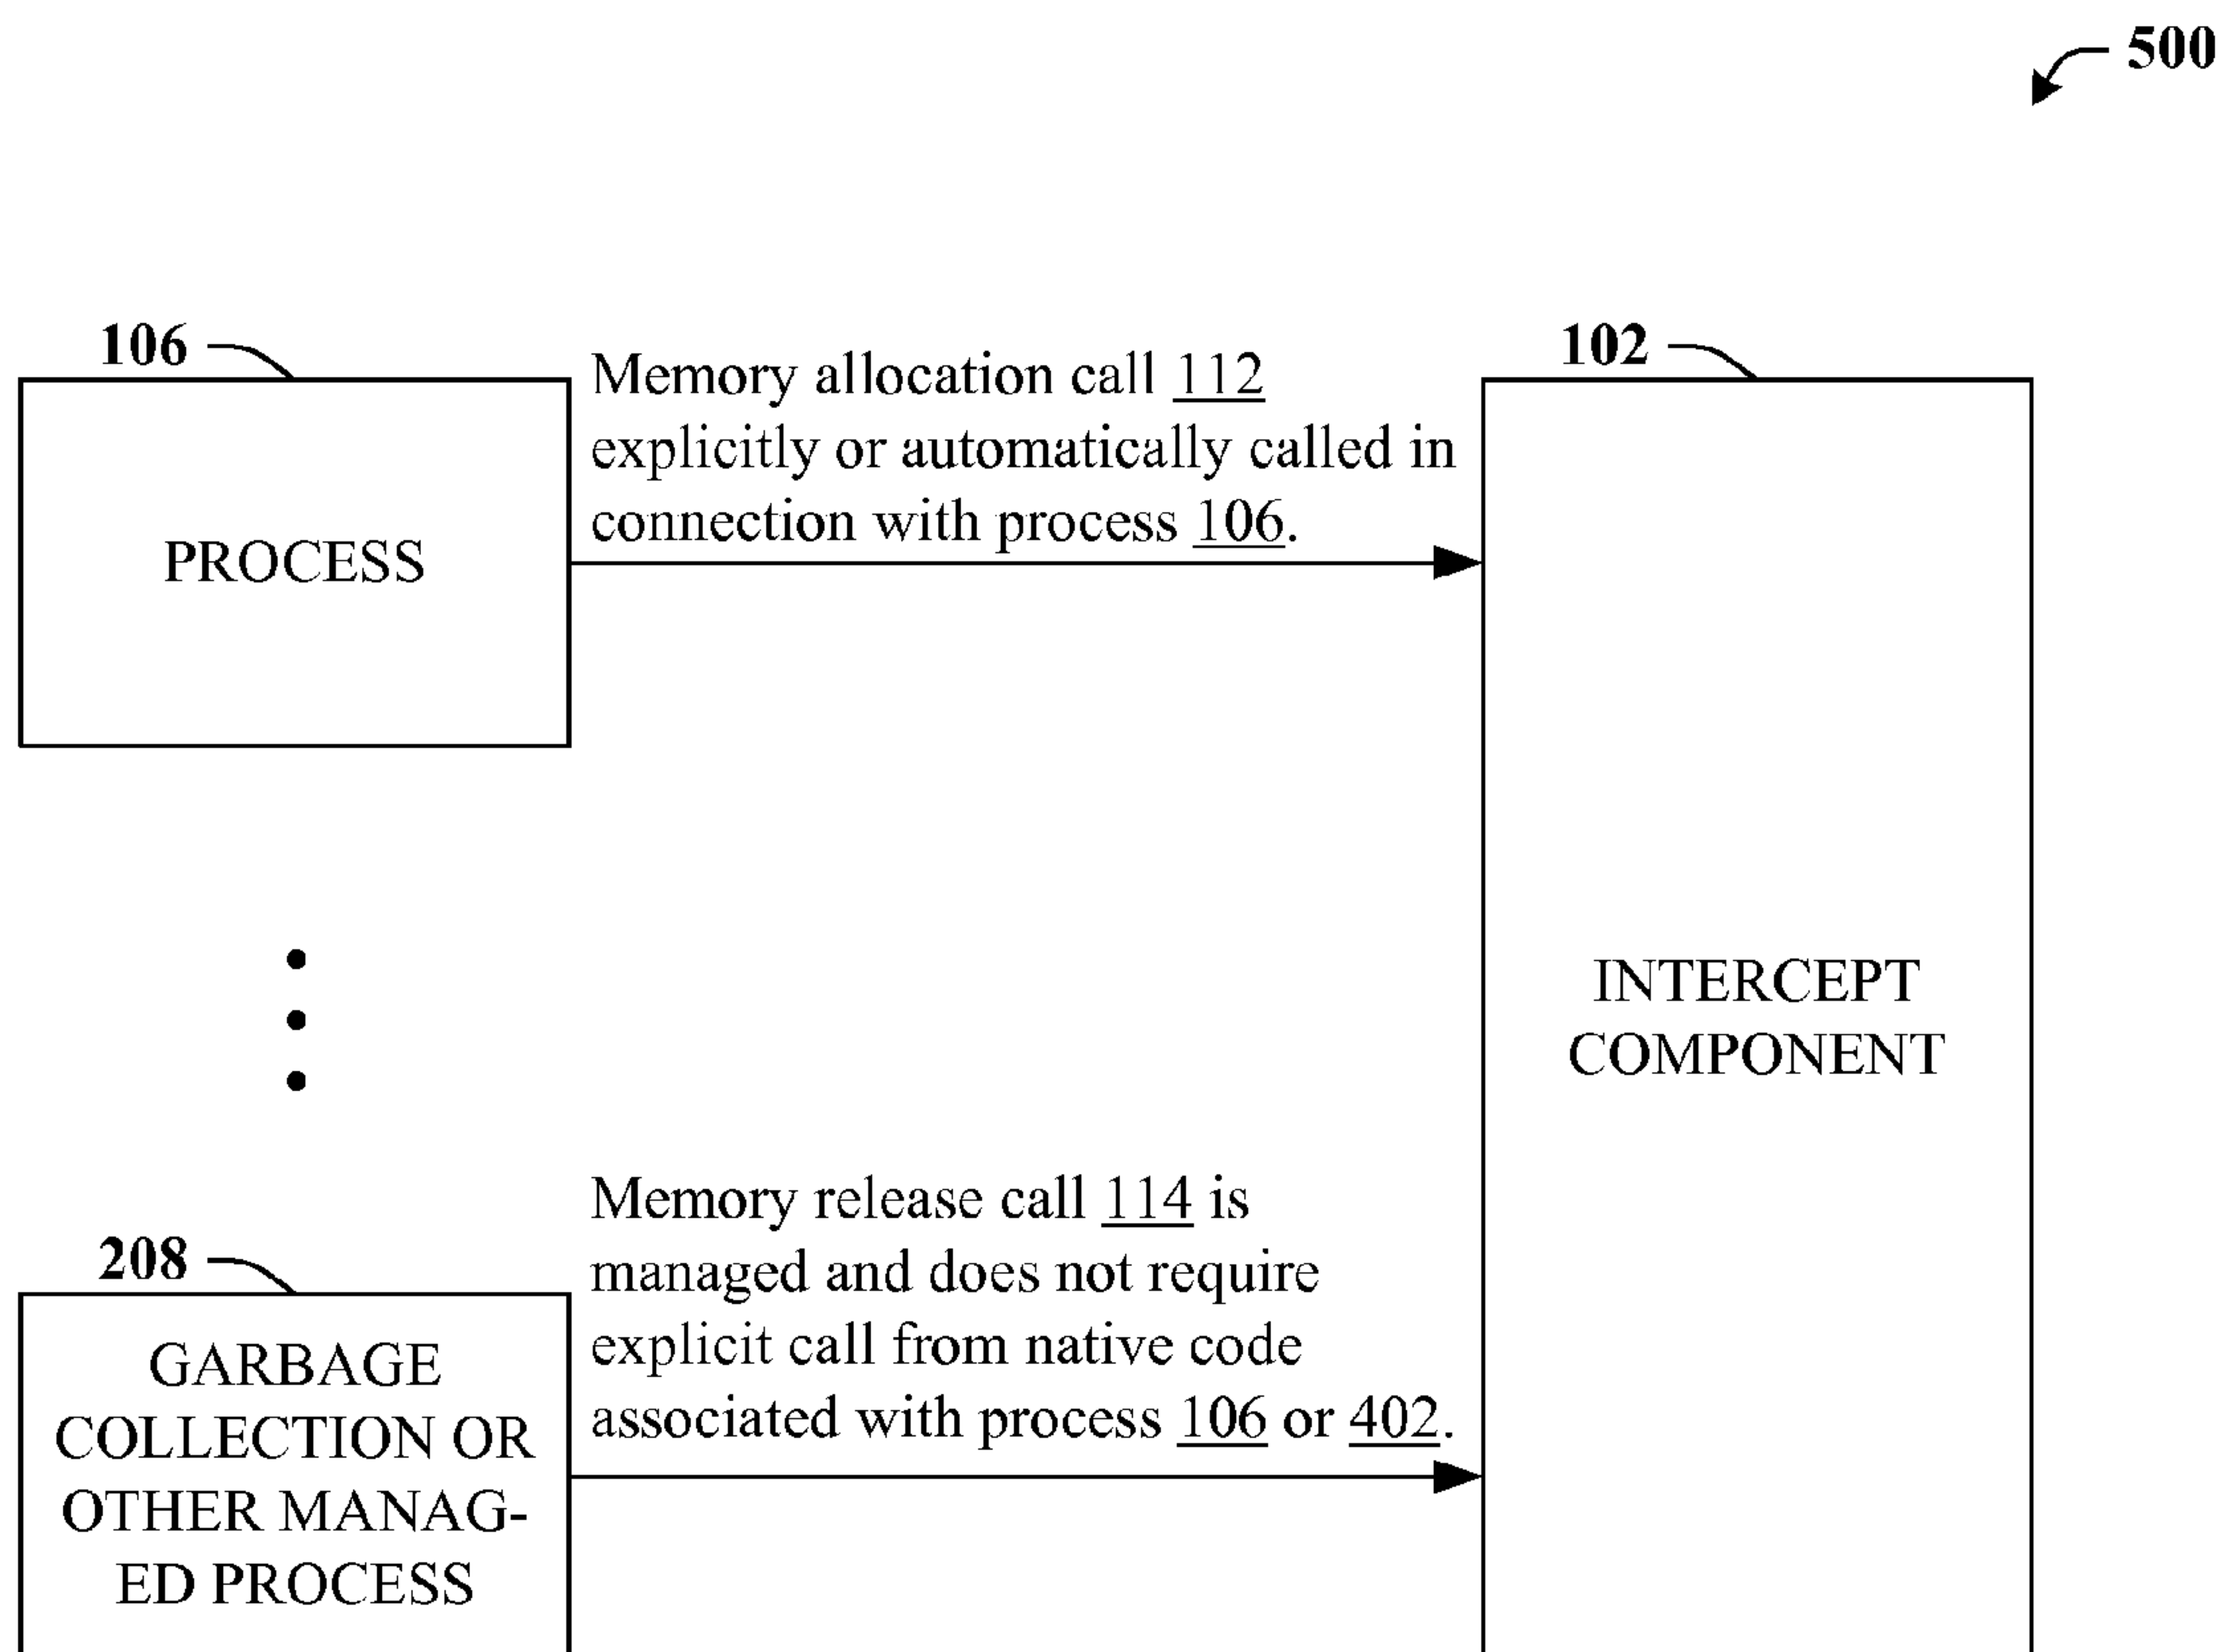 500
106
102
Memory allocation call 112
explicitly or automatically called in
connection with process 106.
PROCESS
INTERCEPT
COMPONENT
Memory release call 114 is
managed and does not require
explicit call from native code
associated with process 106 or 402.
208
GARBAGE
COLLECTION OR
OTHER MANAG-
ED PROCESS